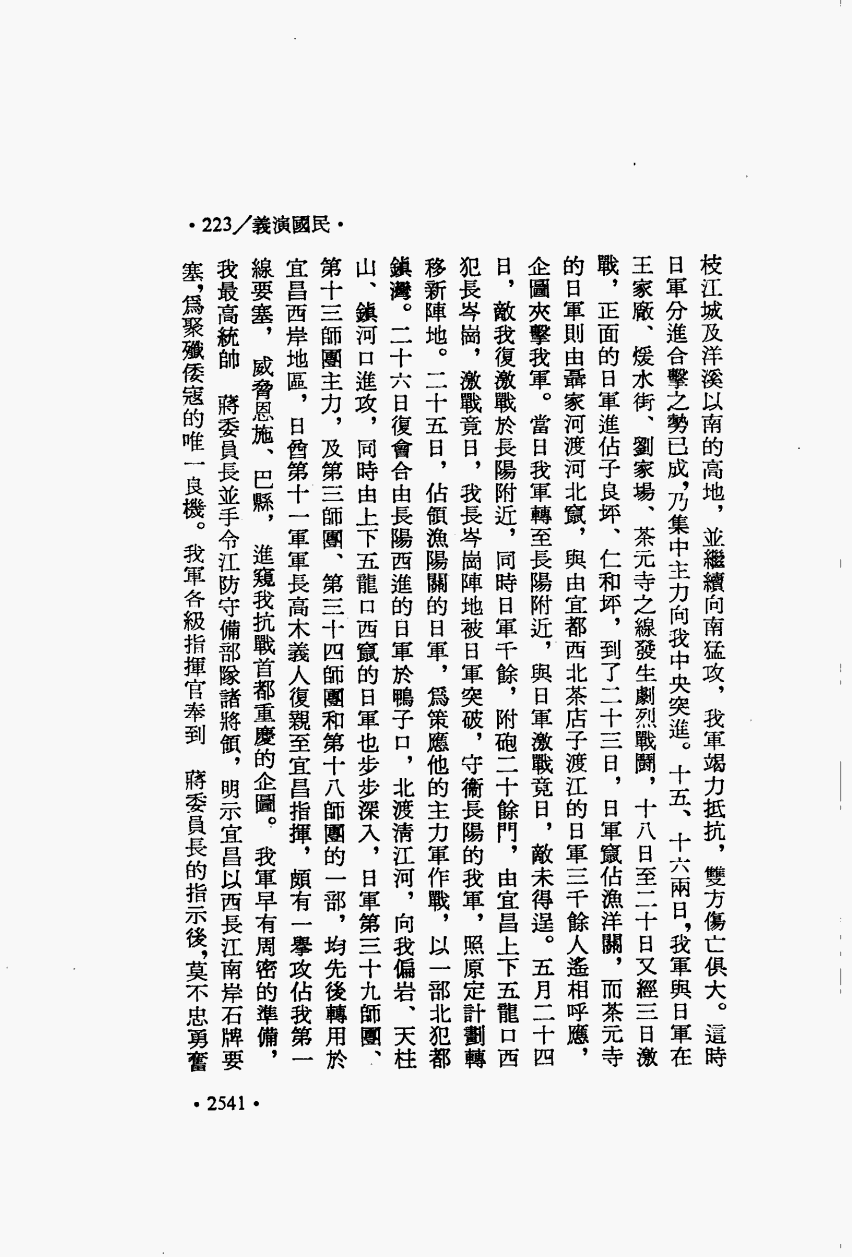 ·223／義演國民·
枝江城及洋溪以南的高地，並繼續向南猛攻，我軍竭力抵抗，雙方傷亡俱大。這時
日軍分進合擊之勢已成，乃集中主力向我中央突進。十五、十六兩日，我軍與日軍在
王家廠、煖水街、劉家場、茶元寺之線發生劇烈戰鬪，十八日至二十日又經三日激
戰，正面的日軍進佔子良坪、仁和坪，到了二十三日，日軍竄佔漁洋關，而茶元寺
的日軍則由聶家河渡河北竄，與由宜都西北茶店子渡江的日軍三千餘人遙相呼應，
企圖夾擊我軍。當日我軍轉至長陽附近，與日軍激戰竟日，敵未得逞。五月二十四
日，敵我復激戰於長陽附近，同時日軍千餘，附砲二十餘門，由宜昌上下五龍口西
犯長岑崗，激戰竟日，我長岑崗陣地被日軍突破，守衞長陽的我軍，照原定計劃轉
移新陣地。二十五日，佔領漁陽關的日軍，爲策應他的主力軍作戰，以一部北犯都
鎮灣。二十六日復會合由長陽西進的日軍於鴨子口，北渡清江河，向我偏岩、天柱
山、鎮河口進攻，同時由上下五龍口西竄的日軍也步步深入，日軍第三十九師團、
第十三師團主力，及第三師團、第三十四師團和第十八師團的一部，均先後轉用於
宜昌西岸地區，日酋第十一軍軍長高木義人復親至宜昌指揮，頗有一擧攻佔我第一
線要塞，威脅恩施、巴縣，進窺我抗戰首都重慶的企圖。我軍早有周密的準備，
我最高統帥　蔣委員長並手令江防守備部隊諸將領，明示宜昌以西長江南岸石牌要
塞，爲聚殲倭寇的唯一良機。我軍各級指揮官奉到　蔣委員長的指示後，莫不忠勇奮
·2541·